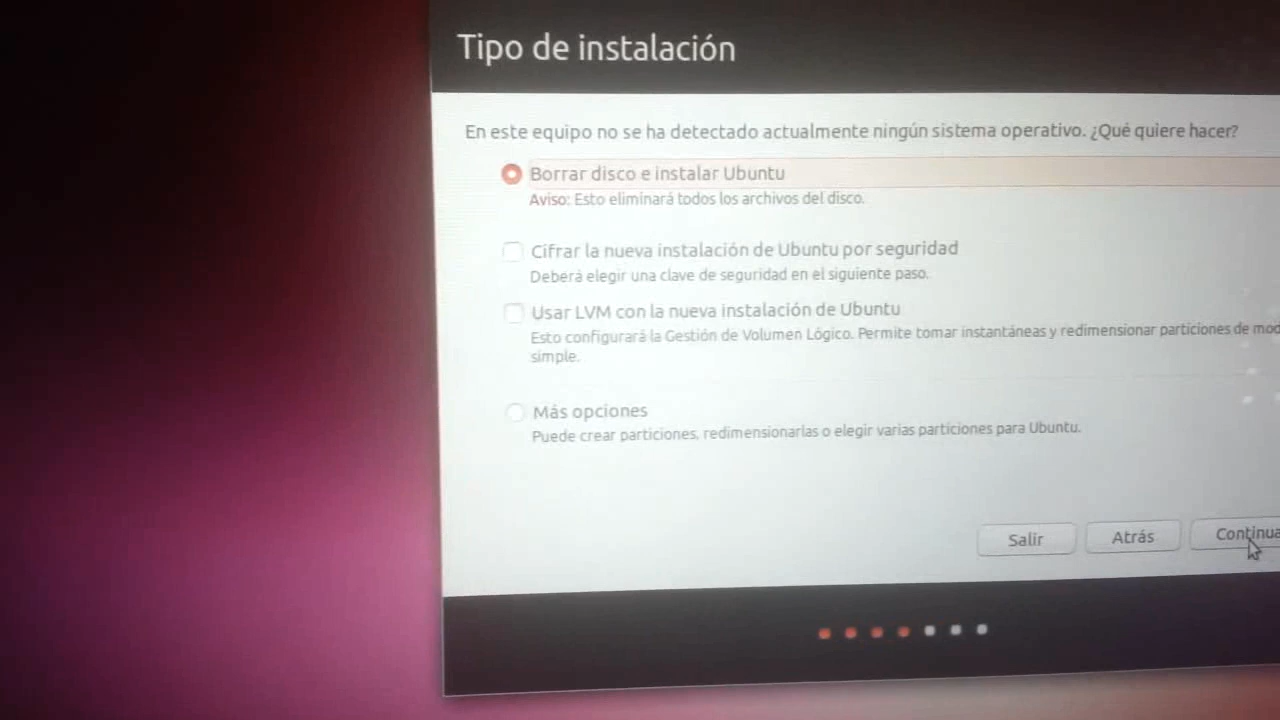 Tipo de instalación
En este equipo no se ha detectado actualmente ningún sistema operativo. ¿Qué quiere hacer?
Borrar disco e instalar Ubuntu
Aviso: Esto eliminará todos los archivos del disco.
Cifrar la nueva instalación de Ubuntu por seguridad
Deberá elegir una clave de seguridad en el siguiente paso.
Usar LVM con la nueva instalación de Ubuntu
Esto configurará la Gestión de Volumen Lógico. Permite tomar instantáneas y redimensionar particiones de mod
simple.
Más opciones
Puede crear particiones, redimensionarlas o elegir varias particiones para Ubuntu.
Salir Atrás Continua